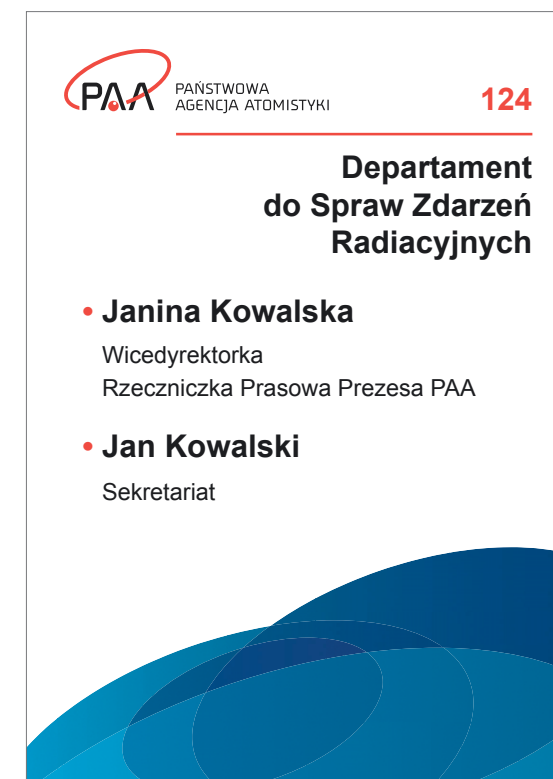 PAA
PAŃSTWOWA
AGENCJA ATOMISTYKI
124
Departament
do Spraw Zdarzeń
Radiacyjnych
• Janina Kowalska
Wicedyrektorka
Rzeczniczka Prasowa Prezesa PAA
• Jan Kowalski
Sekretariat